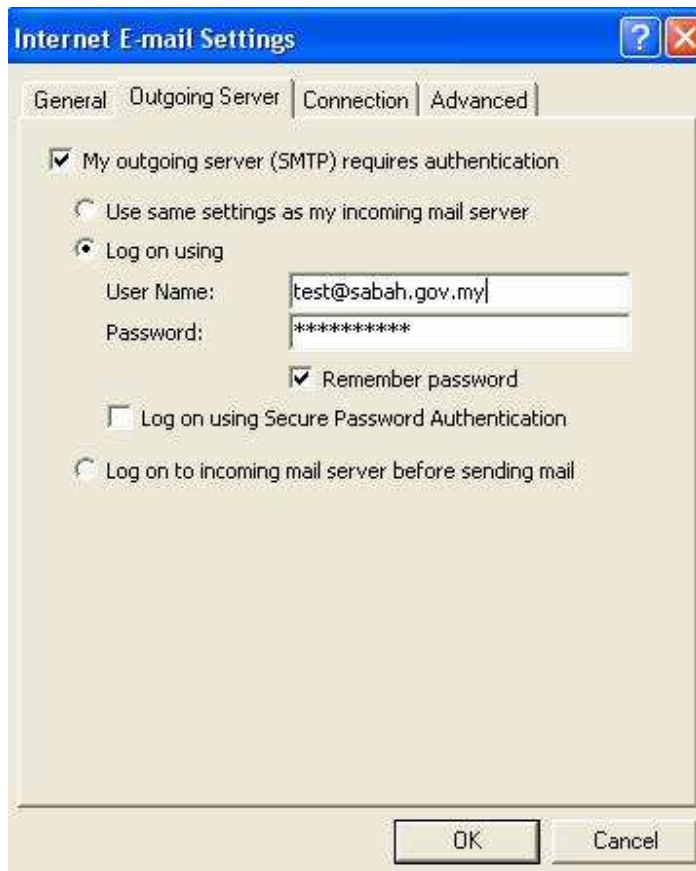 Internet E-mail Settings
General Outgoing Server Connection Advanced
My outgoing server (SMTP) requires authentication
Use same settings as my incoming mail server
Log on using
User Name: test@sabah.gov.my
Password: **********
Remember password
Log on using Secure Password Authentication
Log on to incoming mail server before sending mail
OK Cancel